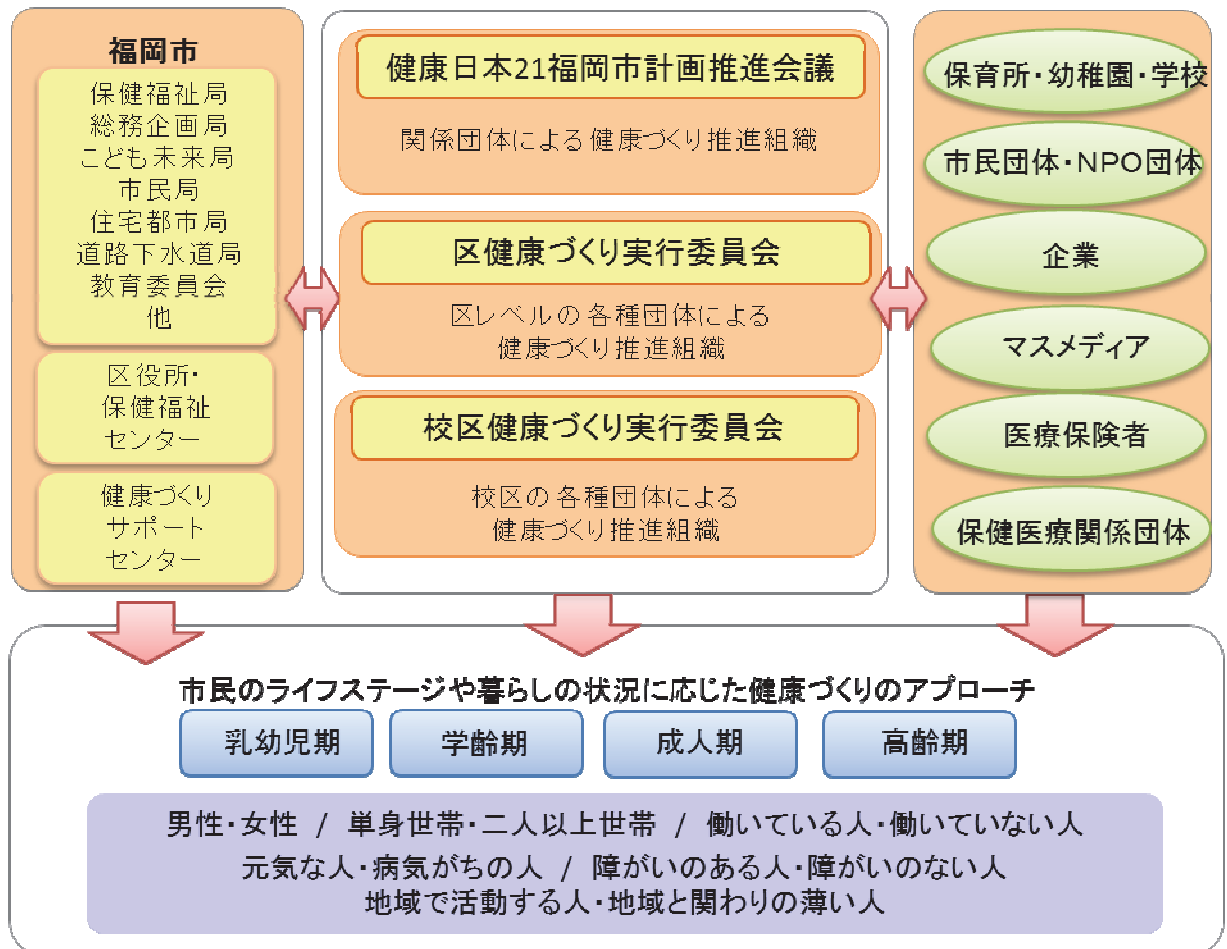 福岡市
保健福祉局
総務企画局
こども未来局
市民局
住宅都市局
道路下水道局
教育委員会
他
区役所・
保健福祉
センター
健康づくり
サポート
センター
健康日本21福岡市計画推進会議
関係団体による健康づくり推進組織
区健康づくり実行委員会
区レベルの各種団体による
健康づくり推進組織
校区健康づくり実行委員会
校区の各種団体による
健康づくり推進組織
保育所・幼稚園・学校
市民団体・NPO団体
企業
マスメディア
医療保険者
保健医療関係団体
市民のライフステージや暮らしの状況に応じた健康づくりのアプローチ
乳幼児期
学齢期
成人期
高齢期
男性・女性 / 単身世帯・二人以上世帯 / 働いている人・働いていない人
元気な人・病気がちの人 / 障がいのある人・障がいのない人
地域で活動する人・地域と関わりの薄い人